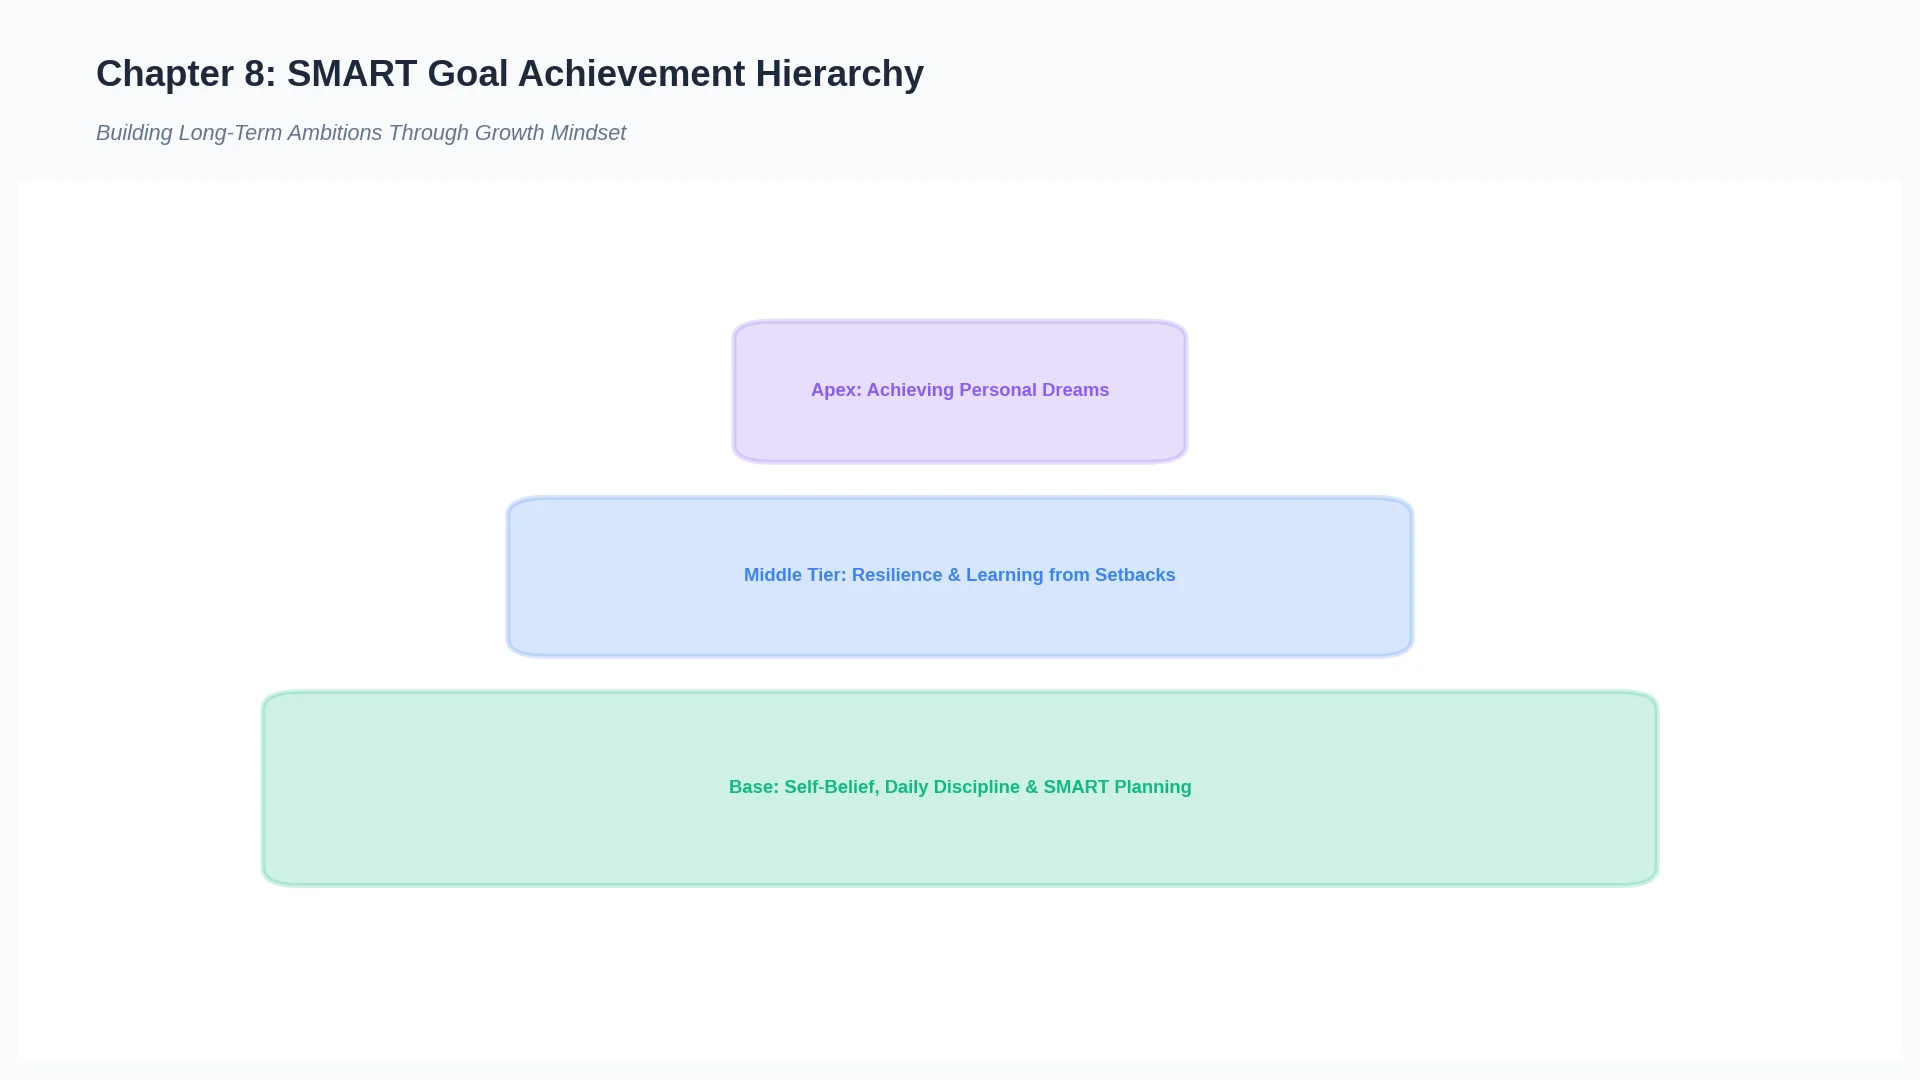 Chapter 8: SMART Goal Achievement Hierarchy
Building Long-Term Ambitions Through Growth Mindset
Apex: Achieving Personal Dreams
Middle Tier: Resilience & Learning from Setbacks
Base: Self-Belief, Daily Discipline & SMART Planning